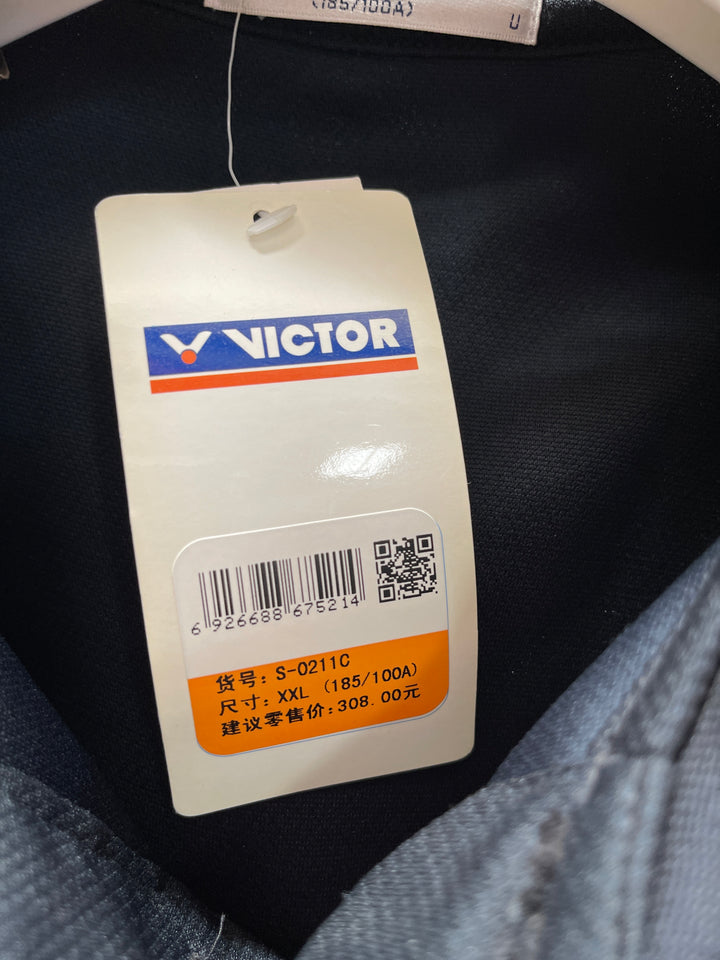 (185/100A)
U
VICTOR
6 926688 675214
货号: S-0211C
尺寸: XXL (185/100A)
建议零售价:308.00元